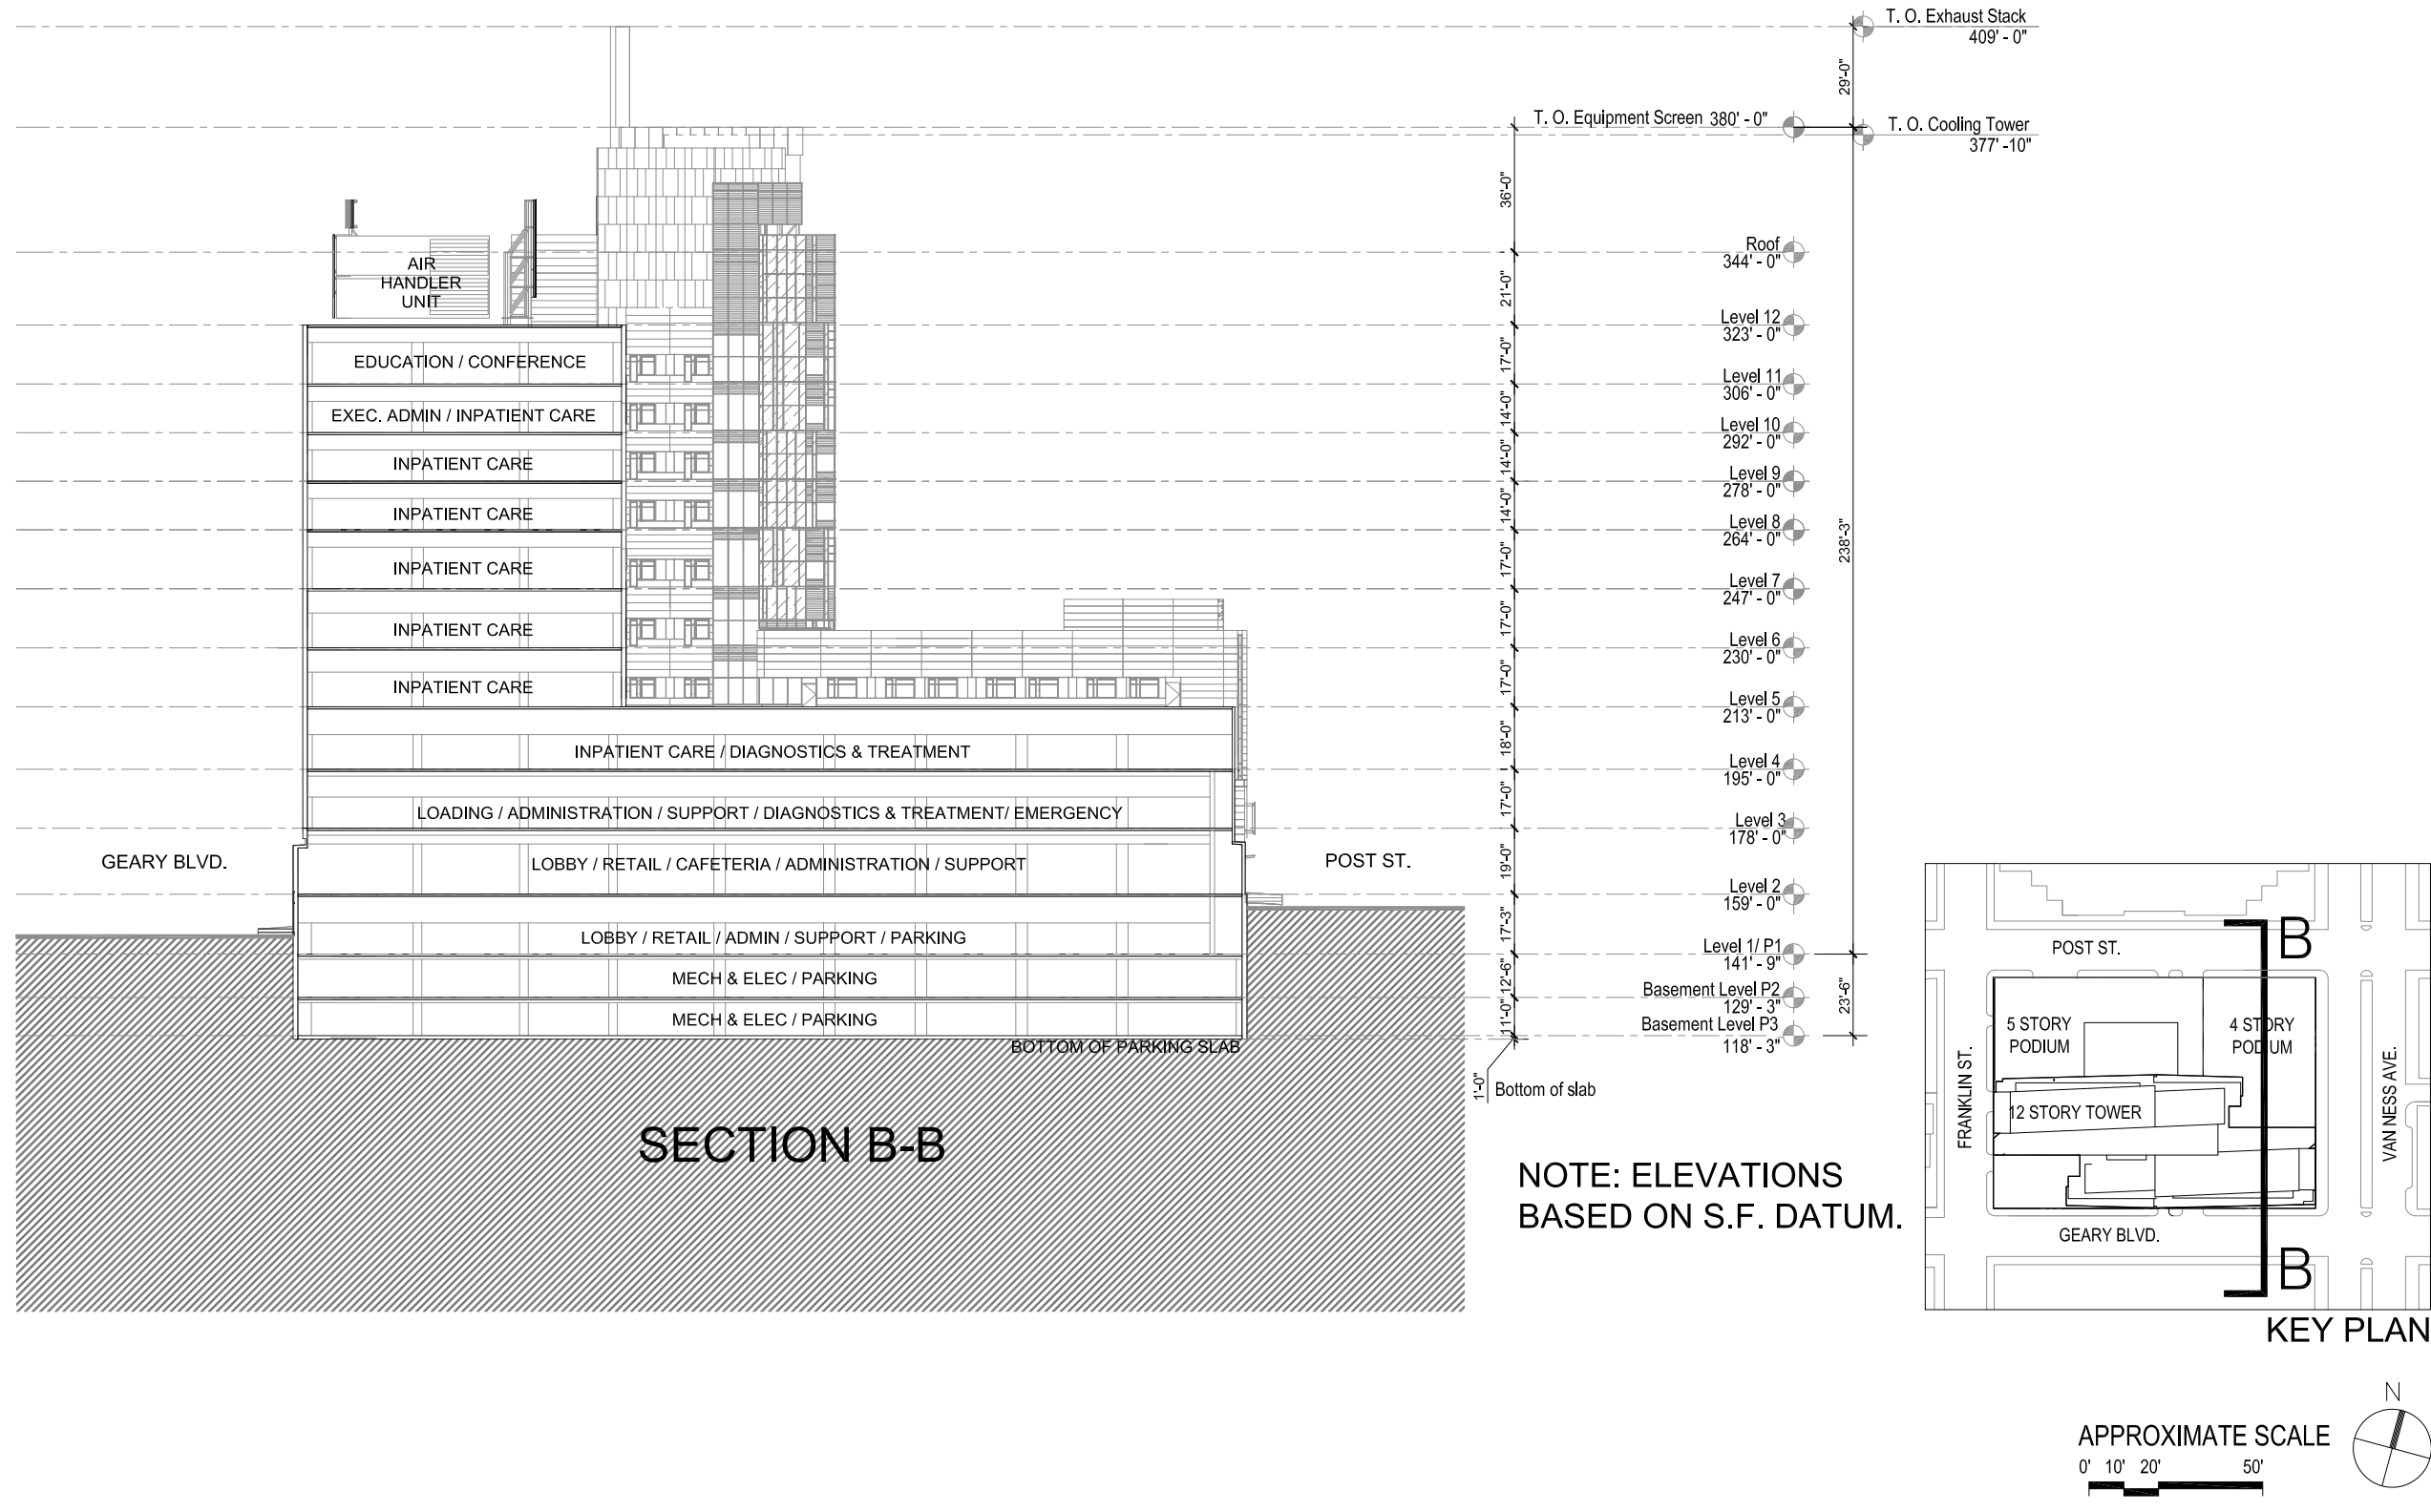 T. O. Exhaust Stack
409' - 0"
29'-0"
T. O. Equipment Screen 380' - 0"
T. O. Cooling Tower
377' -10"
36'-0"
Roof
344' - 0"
21'-0"
Level 12
323' - 0"
17'-0"
Level 11
306' - 0"
14'-0"
Level 10
292' - 0"
14'-0"
Level 9
278' - 0"
14'-0"
Level 8
264' - 0"
17'-0"
238'-3"
Level 7
247' - 0"
17'-0"
Level 6
230' - 0"
17'-0"
Level 5
213' - 0"
18'-0"
Level 4
195' - 0"
17'-0"
Level 3
178' - 0"
19'-0"
Level 2
159' - 0"
17'-3"
Level 1/ P1
141' - 9"
12'-6"
Basement Level P2
129' - 3"
23'-6"
11'-0"
Basement Level P3
118' - 3"
1'-0"
Bottom of slab
AIR
HANDLER
UNIT
EDUCATION / CONFERENCE
EXEC. ADMIN / INPATIENT CARE
INPATIENT CARE
INPATIENT CARE
INPATIENT CARE
INPATIENT CARE
INPATIENT CARE
INPATIENT CARE / DIAGNOSTICS & TREATMENT
LOADING / ADMINISTRATION / SUPPORT / DIAGNOSTICS & TREATMENT/ EMERGENCY
GEARY BLVD.
LOBBY / RETAIL / CAFETERIA / ADMINISTRATION / SUPPORT
POST ST.
LOBBY / RETAIL / ADMIN / SUPPORT / PARKING
MECH & ELEC / PARKING
MECH & ELEC / PARKING
BOTTOM OF PARKING SLAB
SECTION B-B
NOTE: ELEVATIONS
BASED ON S.F. DATUM.
B
POST ST.
5 STORY
PODIUM
4 STORY
PODIUM
FRANKLIN ST.
12 STORY TOWER
VAN NESS AVE.
GEARY BLVD.
B
KEY PLAN
N
APPROXIMATE SCALE
0' 10' 20' 50'